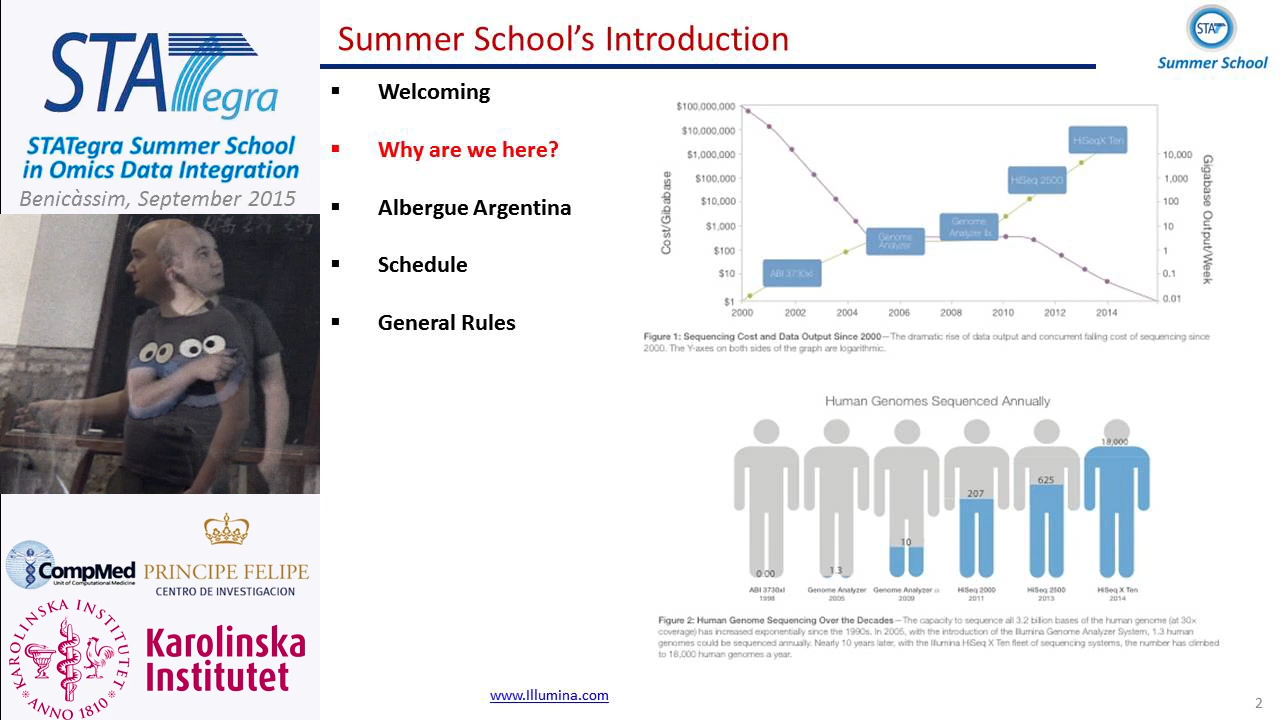 STATegra
STATegra Summer School
in Omics Data Integration
Benicàssim, September 2015
CompMed
Unit of Computational Medicine
PRINCIPE FELIPE
CENTRO DE INVESTIGACION
KAROLINSKA INSTITUTET
ANNO 1810
Karolinska
Institutet
Summer School's Introduction
STAT
Summer School
▪ Welcoming
▪ Why are we here?
▪ Albergue Argentina
▪ Schedule
▪ General Rules
$100,000,000
$10,000,000
$1,000,000
$100,000
$10,000
$1,000
$100
$10
$1
Cost/Gibabase
10,000
1,000
100
10
1
0.1
0.01
Gigabase Output/Week
ABI 3730xl
Genome
Analyzer
Genome
Analyzer IIx
HiSeq 2500
HiSeqX Ten
2000 2002 2004 2006 2008 2010 2012 2014
Figure 1: Sequencing Cost and Data Output Since 2000—The dramatic rise of data output and concurrent falling cost of sequencing since
2000. The Y-axes on both sides of the graph are logarithmic.
Human Genomes Sequenced Annually
0.00 1.3 10 207 625 18,000
ABI 3730xl Genome Analyzer Genome Analyzer IIx HiSeq 2000 HiSeq 2500 HiSeq X Ten
1998 2005 2009 2011 2013 2014
Figure 2: Human Genome Sequencing Over the Decades—The capacity to sequence all 3.2 billion bases of the human genome (at 30×
coverage) has increased exponentially since the 1990s. In 2005, with the introduction of the Illumina Genome Analyzer System, 1.3 human
genomes could be sequenced annually. Nearly 10 years later, with the Illumina HiSeq X Ten fleet of sequencing systems, the number has climbed
to 18,000 human genomes a year.
www.Illumina.com
2